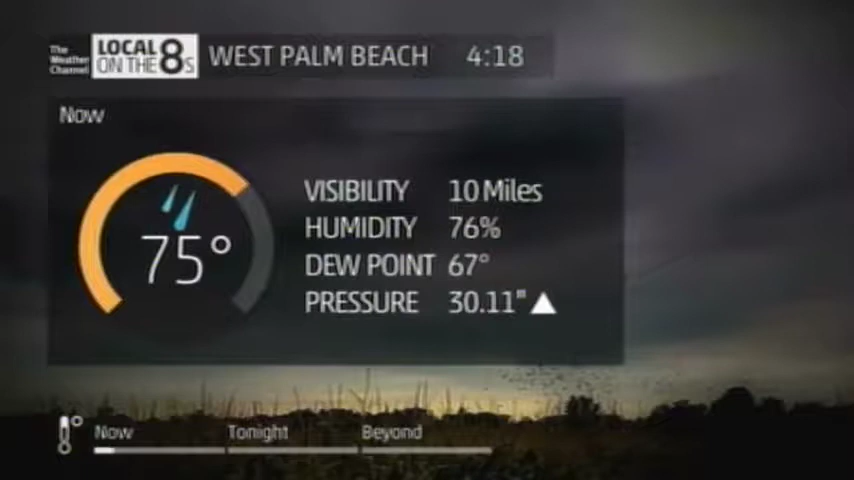 The Weather Channel
LOCAL ON THE 8s
WEST PALM BEACH 4:18
Now
75°
VISIBILITY 10 Miles
HUMIDITY 76%
DEW POINT 67°
PRESSURE 30.11"
Now Tonight Beyond